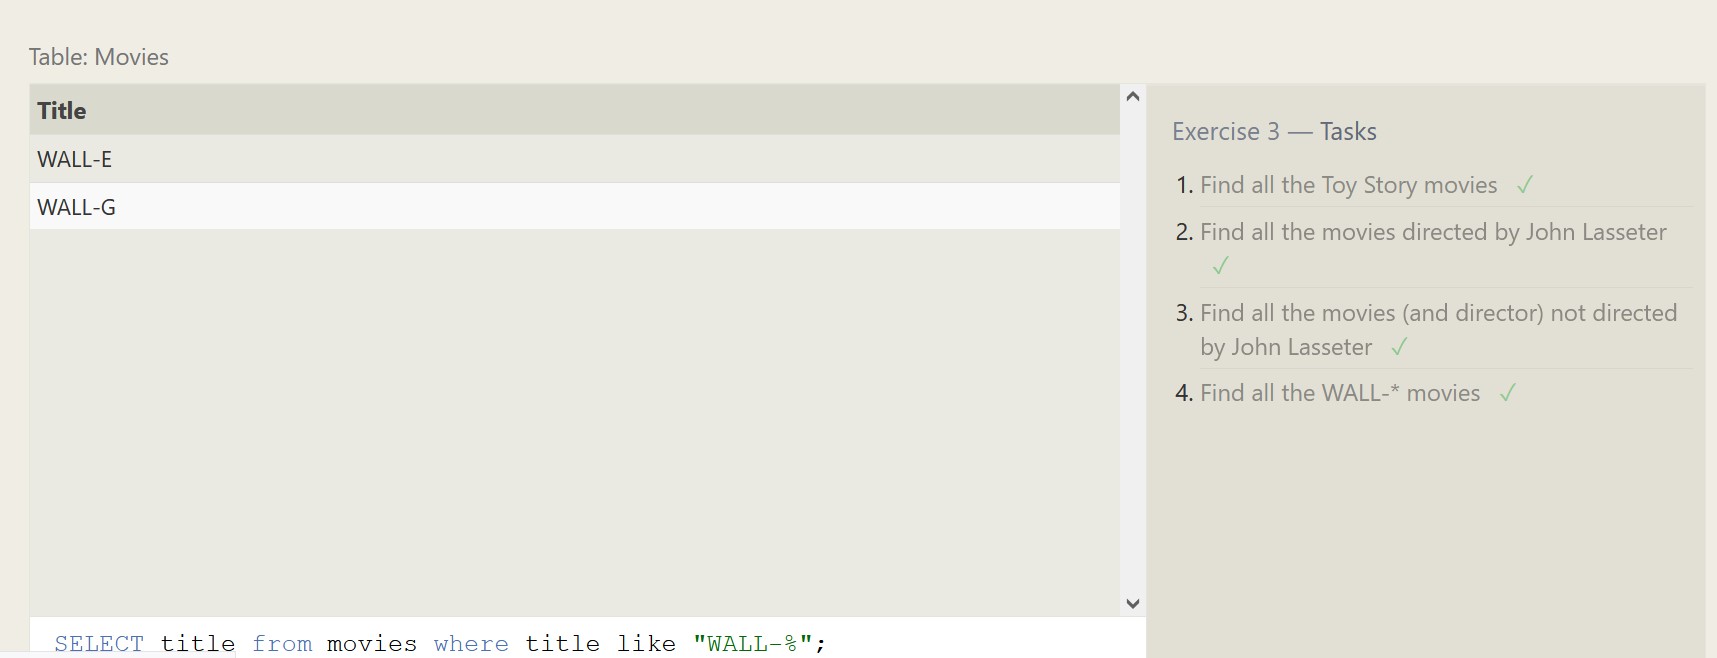 Table: Movies
Title
WALL-E
WALL-G
SELECT title from movies where title like "WALL-%";
Exercise 3 — Tasks
1. Find all the Toy Story movies ✓
2. Find all the movies directed by John Lasseter
✓
3. Find all the movies (and director) not directed
by John Lasseter ✓
4. Find all the WALL-* movies ✓